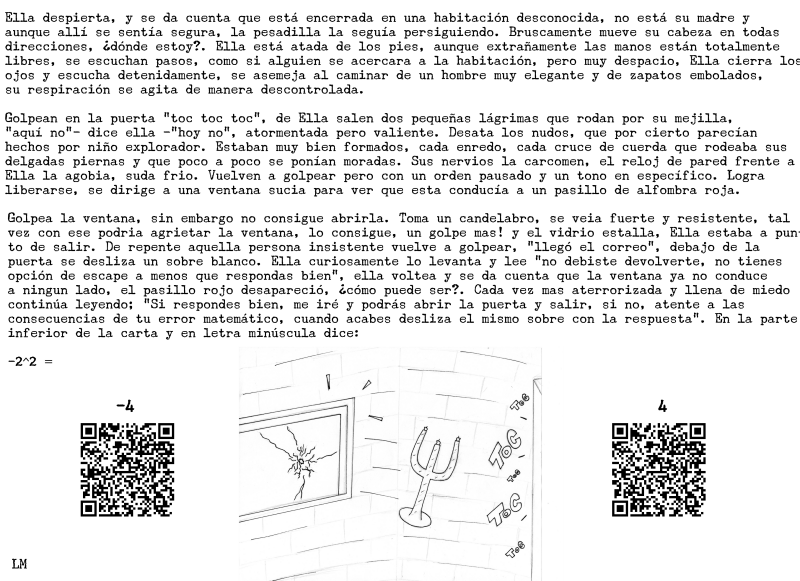 Ella despierta, y se da cuenta que está encerrada en una habitación desconocida, no está su madre y
aunque allí se sentía segura, la pesadilla la seguía persiguiendo. Bruscamente mueve su cabeza en todas
direcciones, ¿dónde estoy?. Ella está atada de los pies, aunque extrañamente las manos están totalmente
libres, se escuchan pasos, como si alguien se acercara a la habitación, pero muy despacio, Ella cierra los
ojos y escucha detenidamente, se asemeja al caminar de un hombre muy elegante y de zapatos embolados,
su respiración se agita de manera descontrolada.
Golpean en la puerta "toc toc toc", de Ella salen dos pequeñas lágrimas que rodan por su mejilla,
"aquí no"- dice ella -"hoy no", atormentada pero valiente. Desata los nudos, que por cierto parecían
hechos por niño explorador. Estaban muy bien formados, cada enredo, cada cruce de cuerda que rodeaba sus
delgadas piernas y que poco a poco se ponían moradas. Sus nervios la carcomen, el reloj de pared frente a
Ella la agobia, suda frio. Vuelven a golpear pero con un orden pausado y un tono en específico. Logra
liberarse, se dirige a una ventana sucia para ver que esta conducía a un pasillo de alfombra roja.
Golpea la ventana, sin embargo no consigue abrirla. Toma un candelabro, se veia fuerte y resistente, tal
vez con ese podria agrietar la ventana, lo consigue, un golpe mas! y el vidrio estalla, Ella estaba a pun-
to de salir. De repente aquella persona insistente vuelve a golpear, "llegó el correo", debajo de la
puerta se desliza un sobre blanco. Ella curiosamente lo levanta y lee "no debiste devolverte, no tienes
opción de escape a menos que respondas bien", ella voltea y se da cuenta que la ventana ya no conduce
a ningun lado, el pasillo rojo desapareció, ¿cómo puede ser?. Cada vez mas aterrorizada y llena de miedo
continúa leyendo; "Si respondes bien, me iré y podrás abrir la puerta y salir, si no, atente a las
consecuencias de tu error matemático, cuando acabes desliza el mismo sobre con la respuesta". En la parte
inferior de la carta y en letra minúscula dice:
-2^2 =
-4
4
Toc
ToC
Toc
ToC
Toc
LM